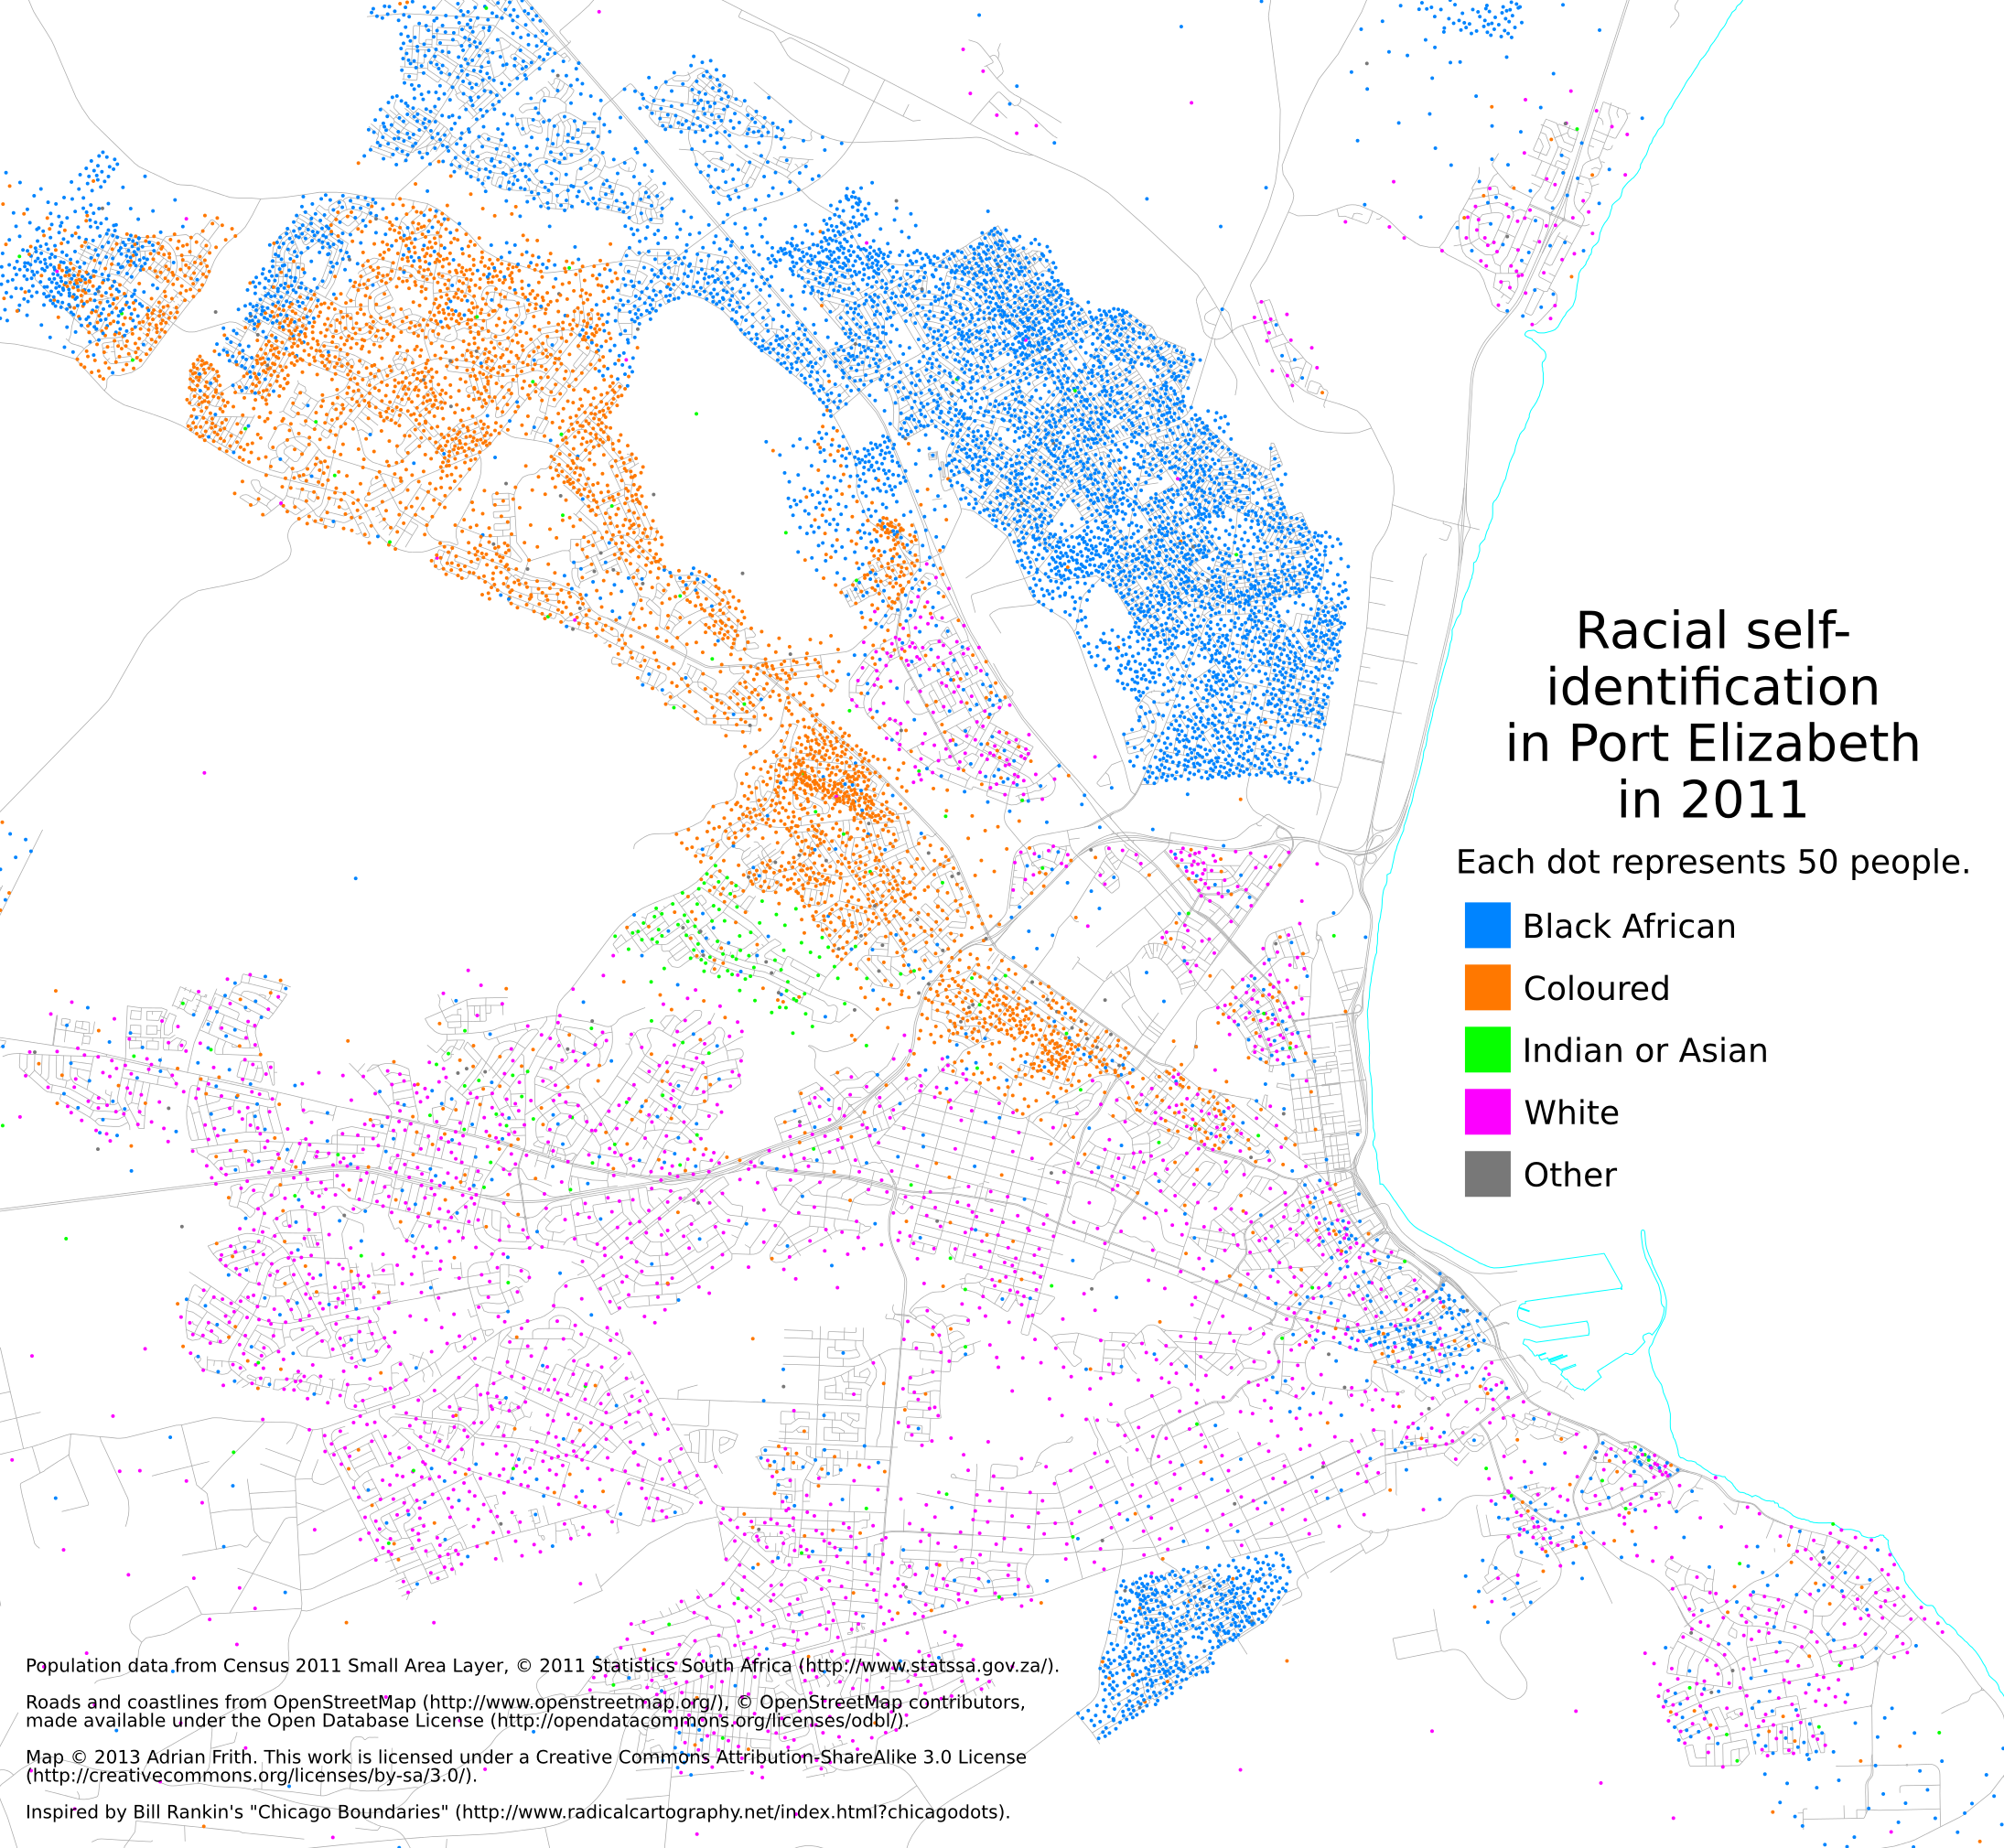 Racial self-
identification
in Port Elizabeth
in 2011
Each dot represents 50 people.
Black African
Coloured
Indian or Asian
White
Other
Population data from Census 2011 Small Area Layer, © 2011 Statistics South Africa (http://www.statssa.gov.za/).
Roads and coastlines from OpenStreetMap (http://www.openstreetmap.org/), © OpenStreetMap contributors,
made available under the Open Database License (http://opendatacommons.org/licenses/odbl/).
Map © 2013 Adrian Frith. This work is licensed under a Creative Commons Attribution-ShareAlike 3.0 License
(http://creativecommons.org/licenses/by-sa/3.0/).
Inspired by Bill Rankin's "Chicago Boundaries" (http://www.radicalcartography.net/index.html?chicagodots).